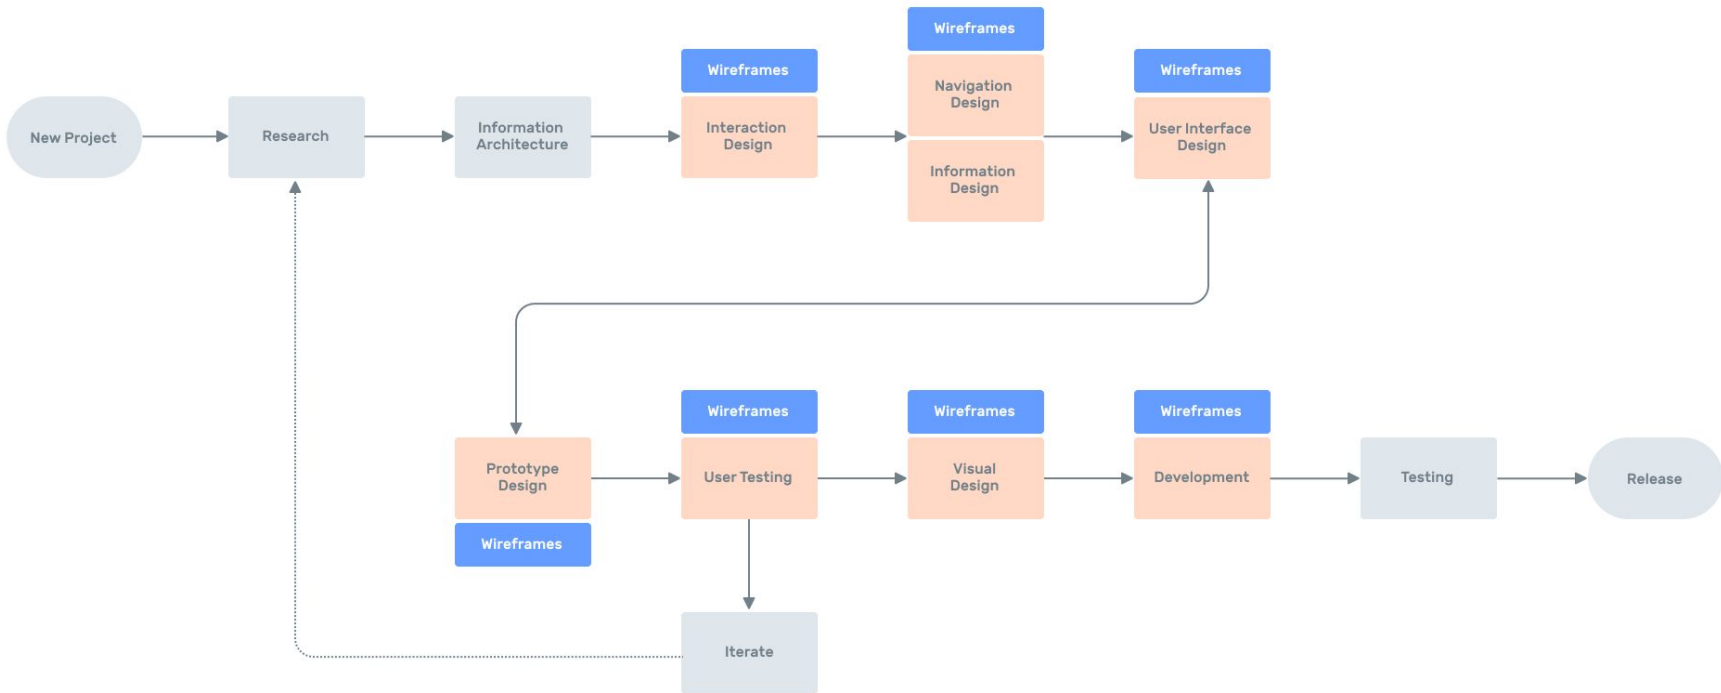 Wireframes
Wireframes
Wireframes
New Project
Research
Information
Architecture
Interaction
Design
Navigation
Design
Information
Design
User Interface
Design
Wireframes
Wireframes
Wireframes
Prototype
Design
User Testing
Visual
Design
Development
Testing
Release
Wireframes
Iterate